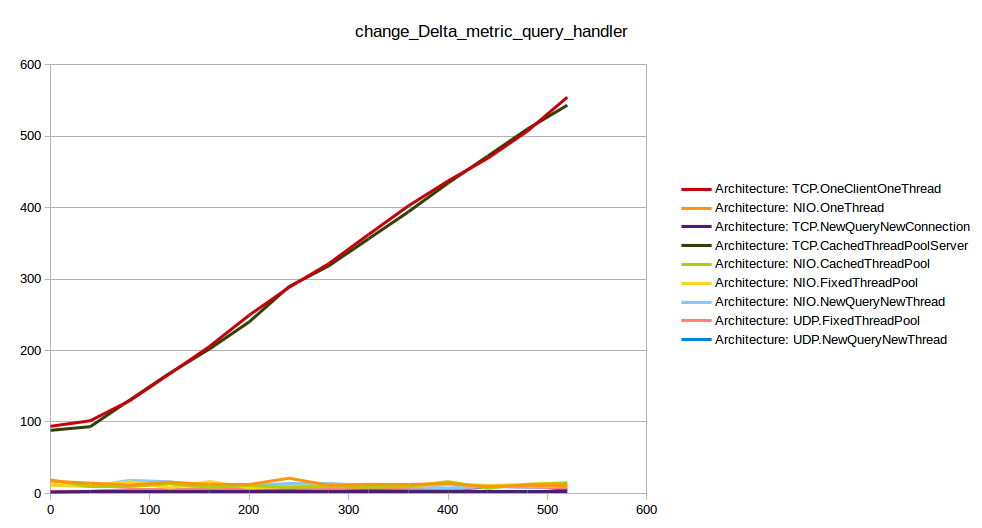 change_Delta_metric_query_handler
600
500
400
300
200
100
0
0 100 200 300 400 500 600
Architecture: TCP.OneClientOneThread
Architecture: NIO.OneThread
Architecture: TCP.NewQueryNewConnection
Architecture: TCP.CachedThreadPoolServer
Architecture: NIO.CachedThreadPool
Architecture: NIO.FixedThreadPool
Architecture: NIO.NewQueryNewThread
Architecture: UDP.FixedThreadPool
Architecture: UDP.NewQueryNewThread